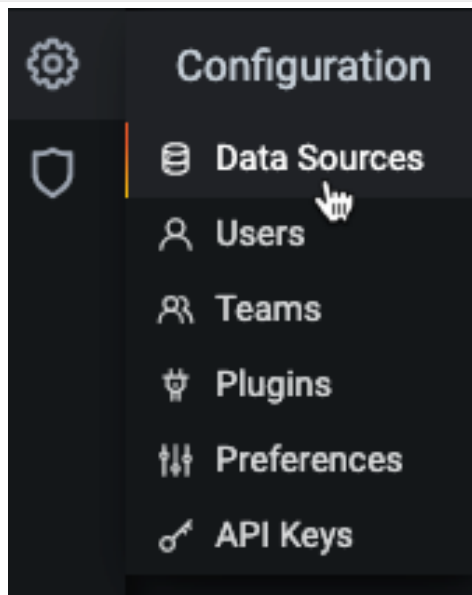 Configuration
Data Sources
Users
Teams
Plugins
Preferences
API Keys